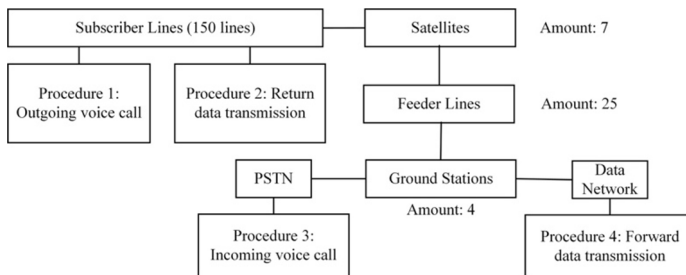 Subscriber Lines (150 lines)
Satellites
Amount: 7
Procedure 1:
Outgoing voice call
Procedure 2: Return
data transmission
Feeder Lines
Amount: 25
PSTN
Ground Stations
Data
Network
Amount: 4
Procedure 3:
Incoming voice call
Procedure 4: Forward
data transmission